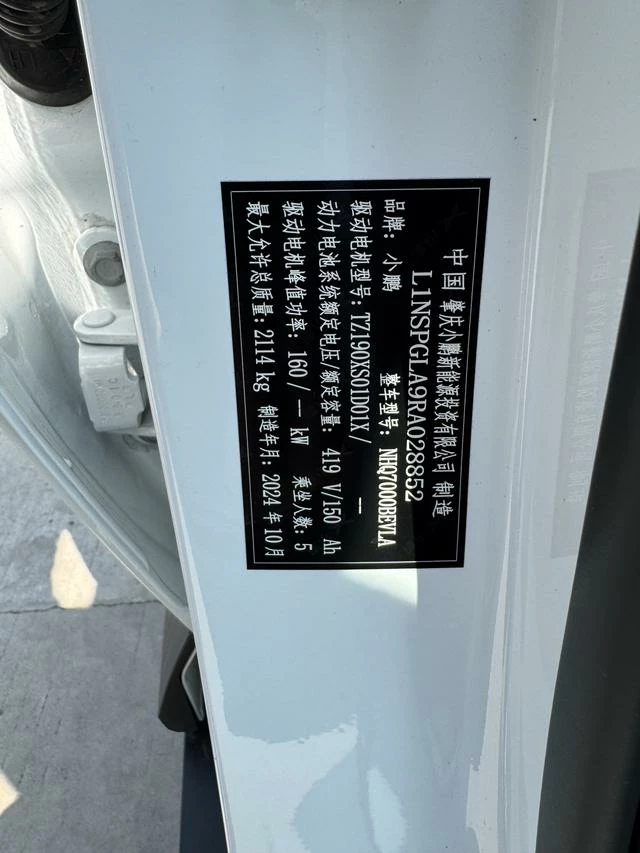 中国 肇庆小鹏新能源投资有限公司 制造
L1NSPGLA9RA028852
品牌: 小鹏 整车型号: NHQ7000BEVLA
驱动电机型号: TZ190XS01D01X/ —
动力电池系统额定电压/额定容量: 419 V/150 Ah
驱动电机峰值功率: 160/ — kW 乘坐人数: 5
最大允许总质量: 2114 kg 制造年月: 2024 年 10 月